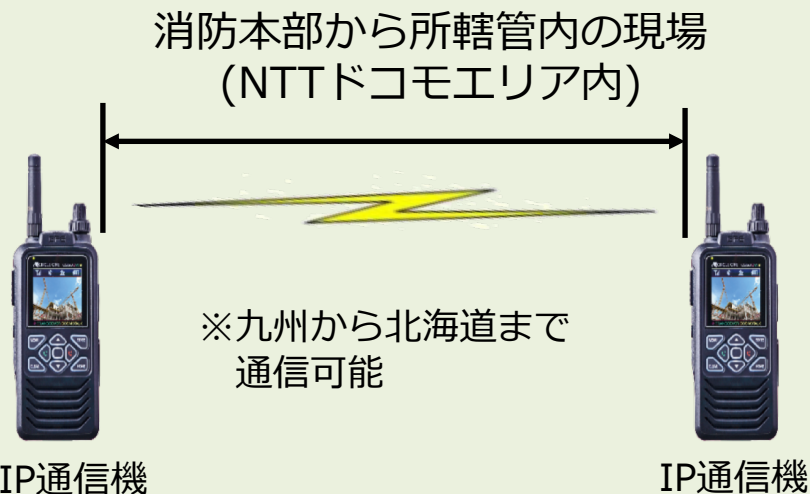 消防本部から所轄管内の現場
(NTTドコモエリア内)
※九州から北海道まで
通信可能
IP通信機
IP通信機